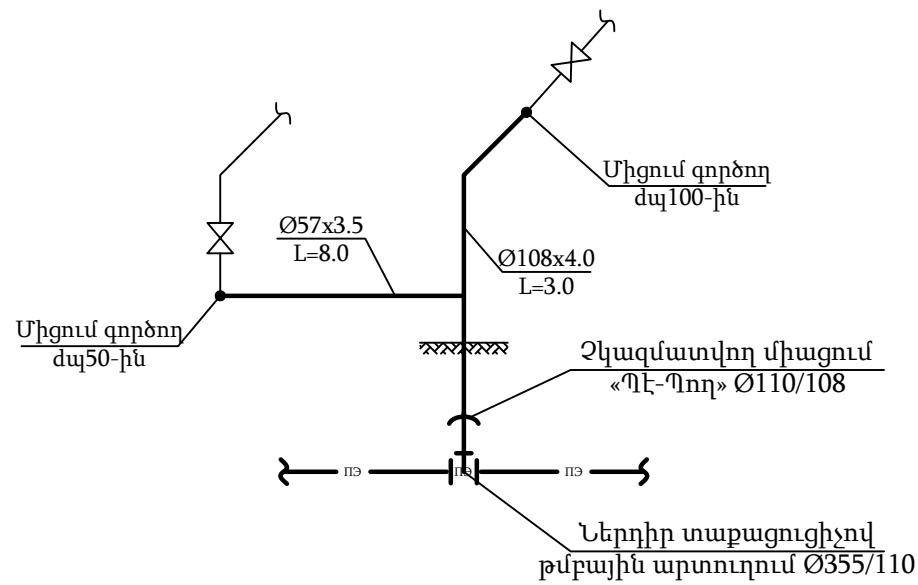 Միցում գործող
դպ100-ին
Ø57x3.5
L=8.0
Ø108x4.0
L=3.0
Միցում գործող
դպ50-ին
Չկազմատվող միացում
«ՊԷ-Պող» Ø110/108
ПЭ ПЭ ПЭ
Ներդիր տաքացուցիչով
թմբային արտուղում Ø355/110